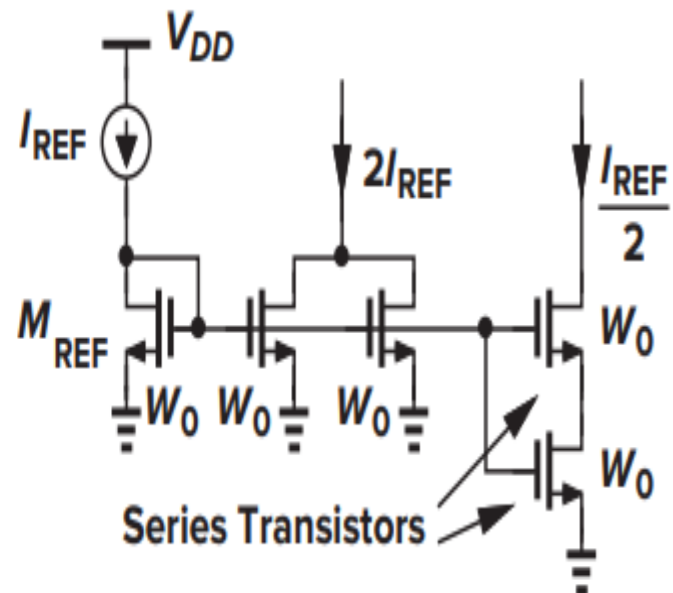 V_DD
I_REF
2I_REF
I_REF
2
M_REF
W_0 W_0 W_0
W_0
W_0
Series Transistors